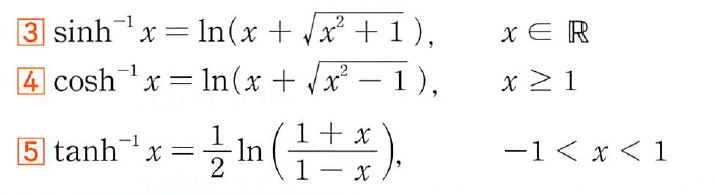 3 sinh⁻¹ x = ln(x + √(x² + 1)), x ∈ ℝ
4 cosh⁻¹ x = ln(x + √(x² − 1)), x ≥ 1
5 tanh⁻¹ x = 1/2 ln((1 + x)/(1 − x)), −1 < x < 1